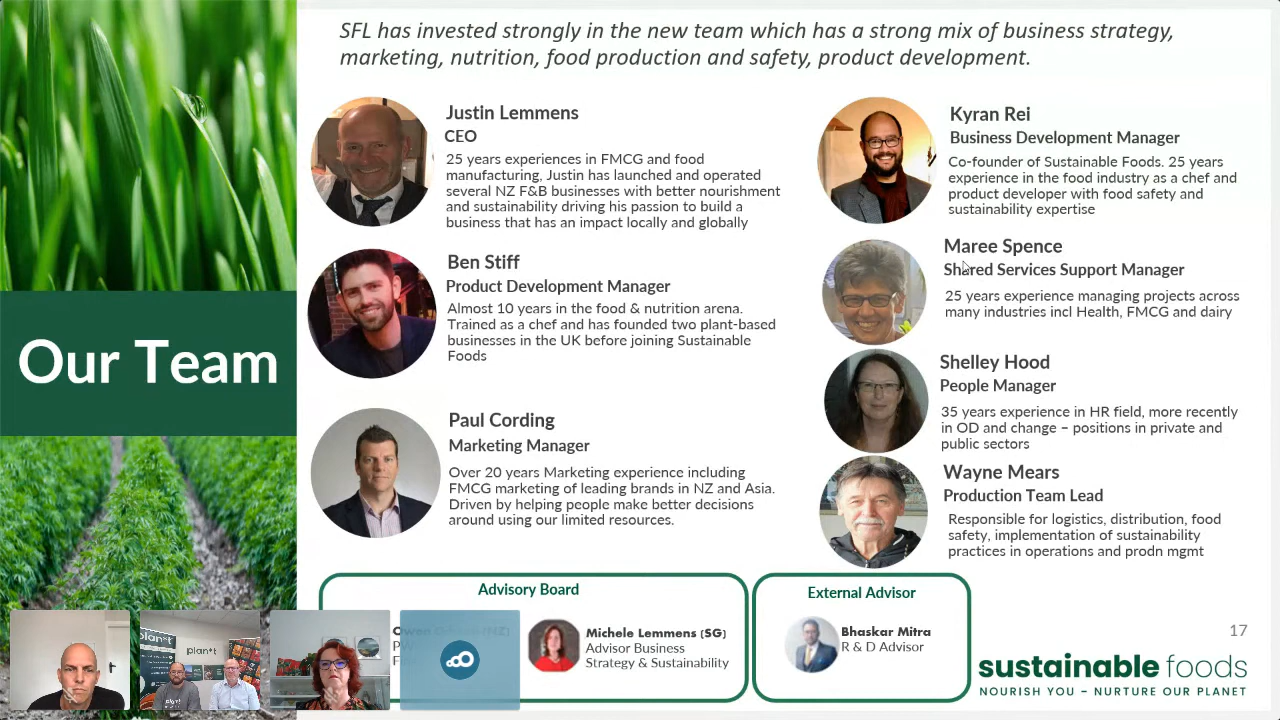 SFL has invested strongly in the new team which has a strong mix of business strategy,
marketing, nutrition, food production and safety, product development.
Our Team
Justin Lemmens
CEO
25 years experiences in FMCG and food
manufacturing, Justin has launched and operated
several NZ F&B businesses with better nourishment
and sustainability driving his passion to build a
business that has an impact locally and globally
Ben Stiff
Product Development Manager
Almost 10 years in the food & nutrition arena.
Trained as a chef and has founded two plant-based
businesses in the UK before joining Sustainable
Foods
Paul Cording
Marketing Manager
Over 20 years Marketing experience including
FMCG marketing of leading brands in NZ and Asia.
Driven by helping people make better decisions
around using our limited resources.
Kyran Rei
Business Development Manager
Co-founder of Sustainable Foods. 25 years
experience in the food industry as a chef and
product developer with food safety and
sustainability expertise
Maree Spence
Shared Services Support Manager
25 years experience managing projects across
many industries incl Health, FMCG and dairy
Shelley Hood
People Manager
35 years experience in HR field, more recently
in OD and change – positions in private and
public sectors
Wayne Mears
Production Team Lead
Responsible for logistics, distribution, food
safety, implementation of sustainability
practices in operations and prodn mgmt
Advisory Board
Michele Lemmens (SG)
Advisor Business
Strategy & Sustainability
External Advisor
Bhaskar Mitra
R & D Advisor
17
sustainable foods
NOURISH YOU – NURTURE OUR PLANET
plan*t
plan*t